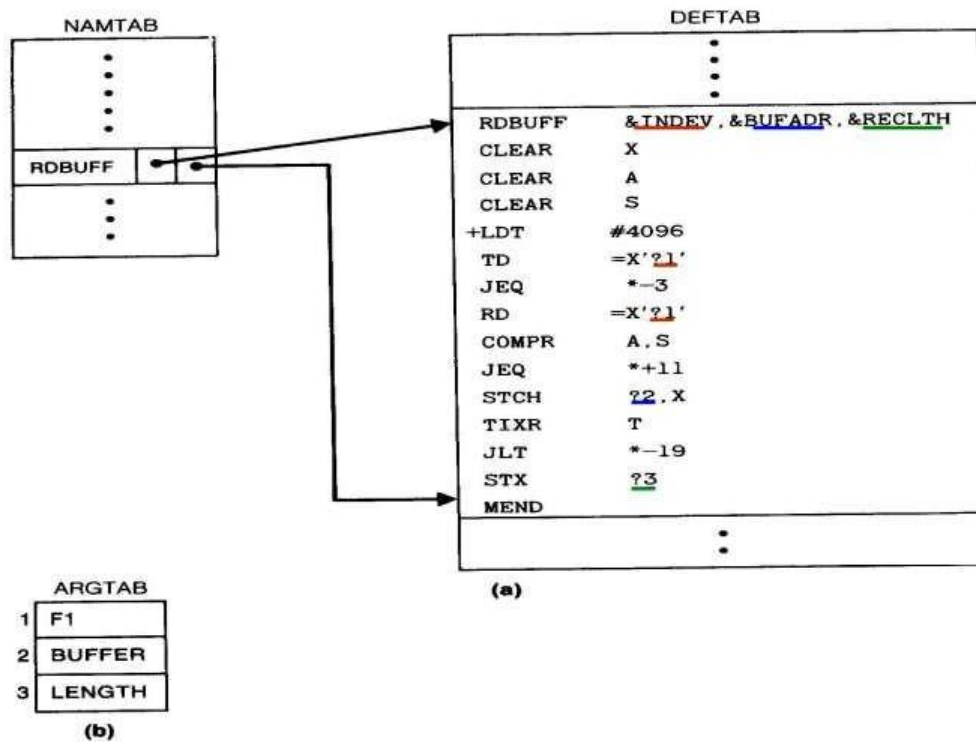 NAMTAB
RDBUFF
DEFTAB
RDBUFF &INDEV,&BUFADR,&RECLTH
CLEAR X
CLEAR A
CLEAR S
+LDT #4096
TD =X'?1'
JEQ *-3
RD =X'?1'
COMPR A,S
JEQ *+11
STCH ?2,X
TIXR T
JLT *-19
STX ?3
MEND
(a)
ARGTAB
1 F1
2 BUFFER
3 LENGTH
(b)